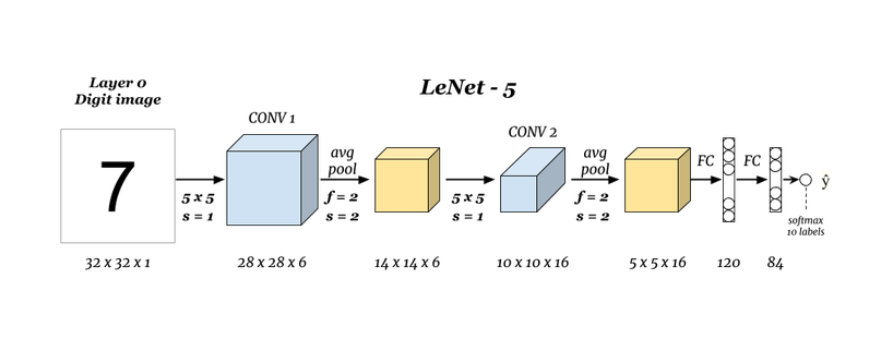 LeNet - 5
Layer 0
Digit image
7
32 x 32 x 1
5 x 5
s = 1
CONV 1
28 x 28 x 6
avg
pool
f = 2
s = 2
14 x 14 x 6
5 x 5
s = 1
CONV 2
10 x 10 x 16
avg
pool
f = 2
s = 2
5 x 5 x 16
FC
120
FC
84
ŷ
softmax
10 labels